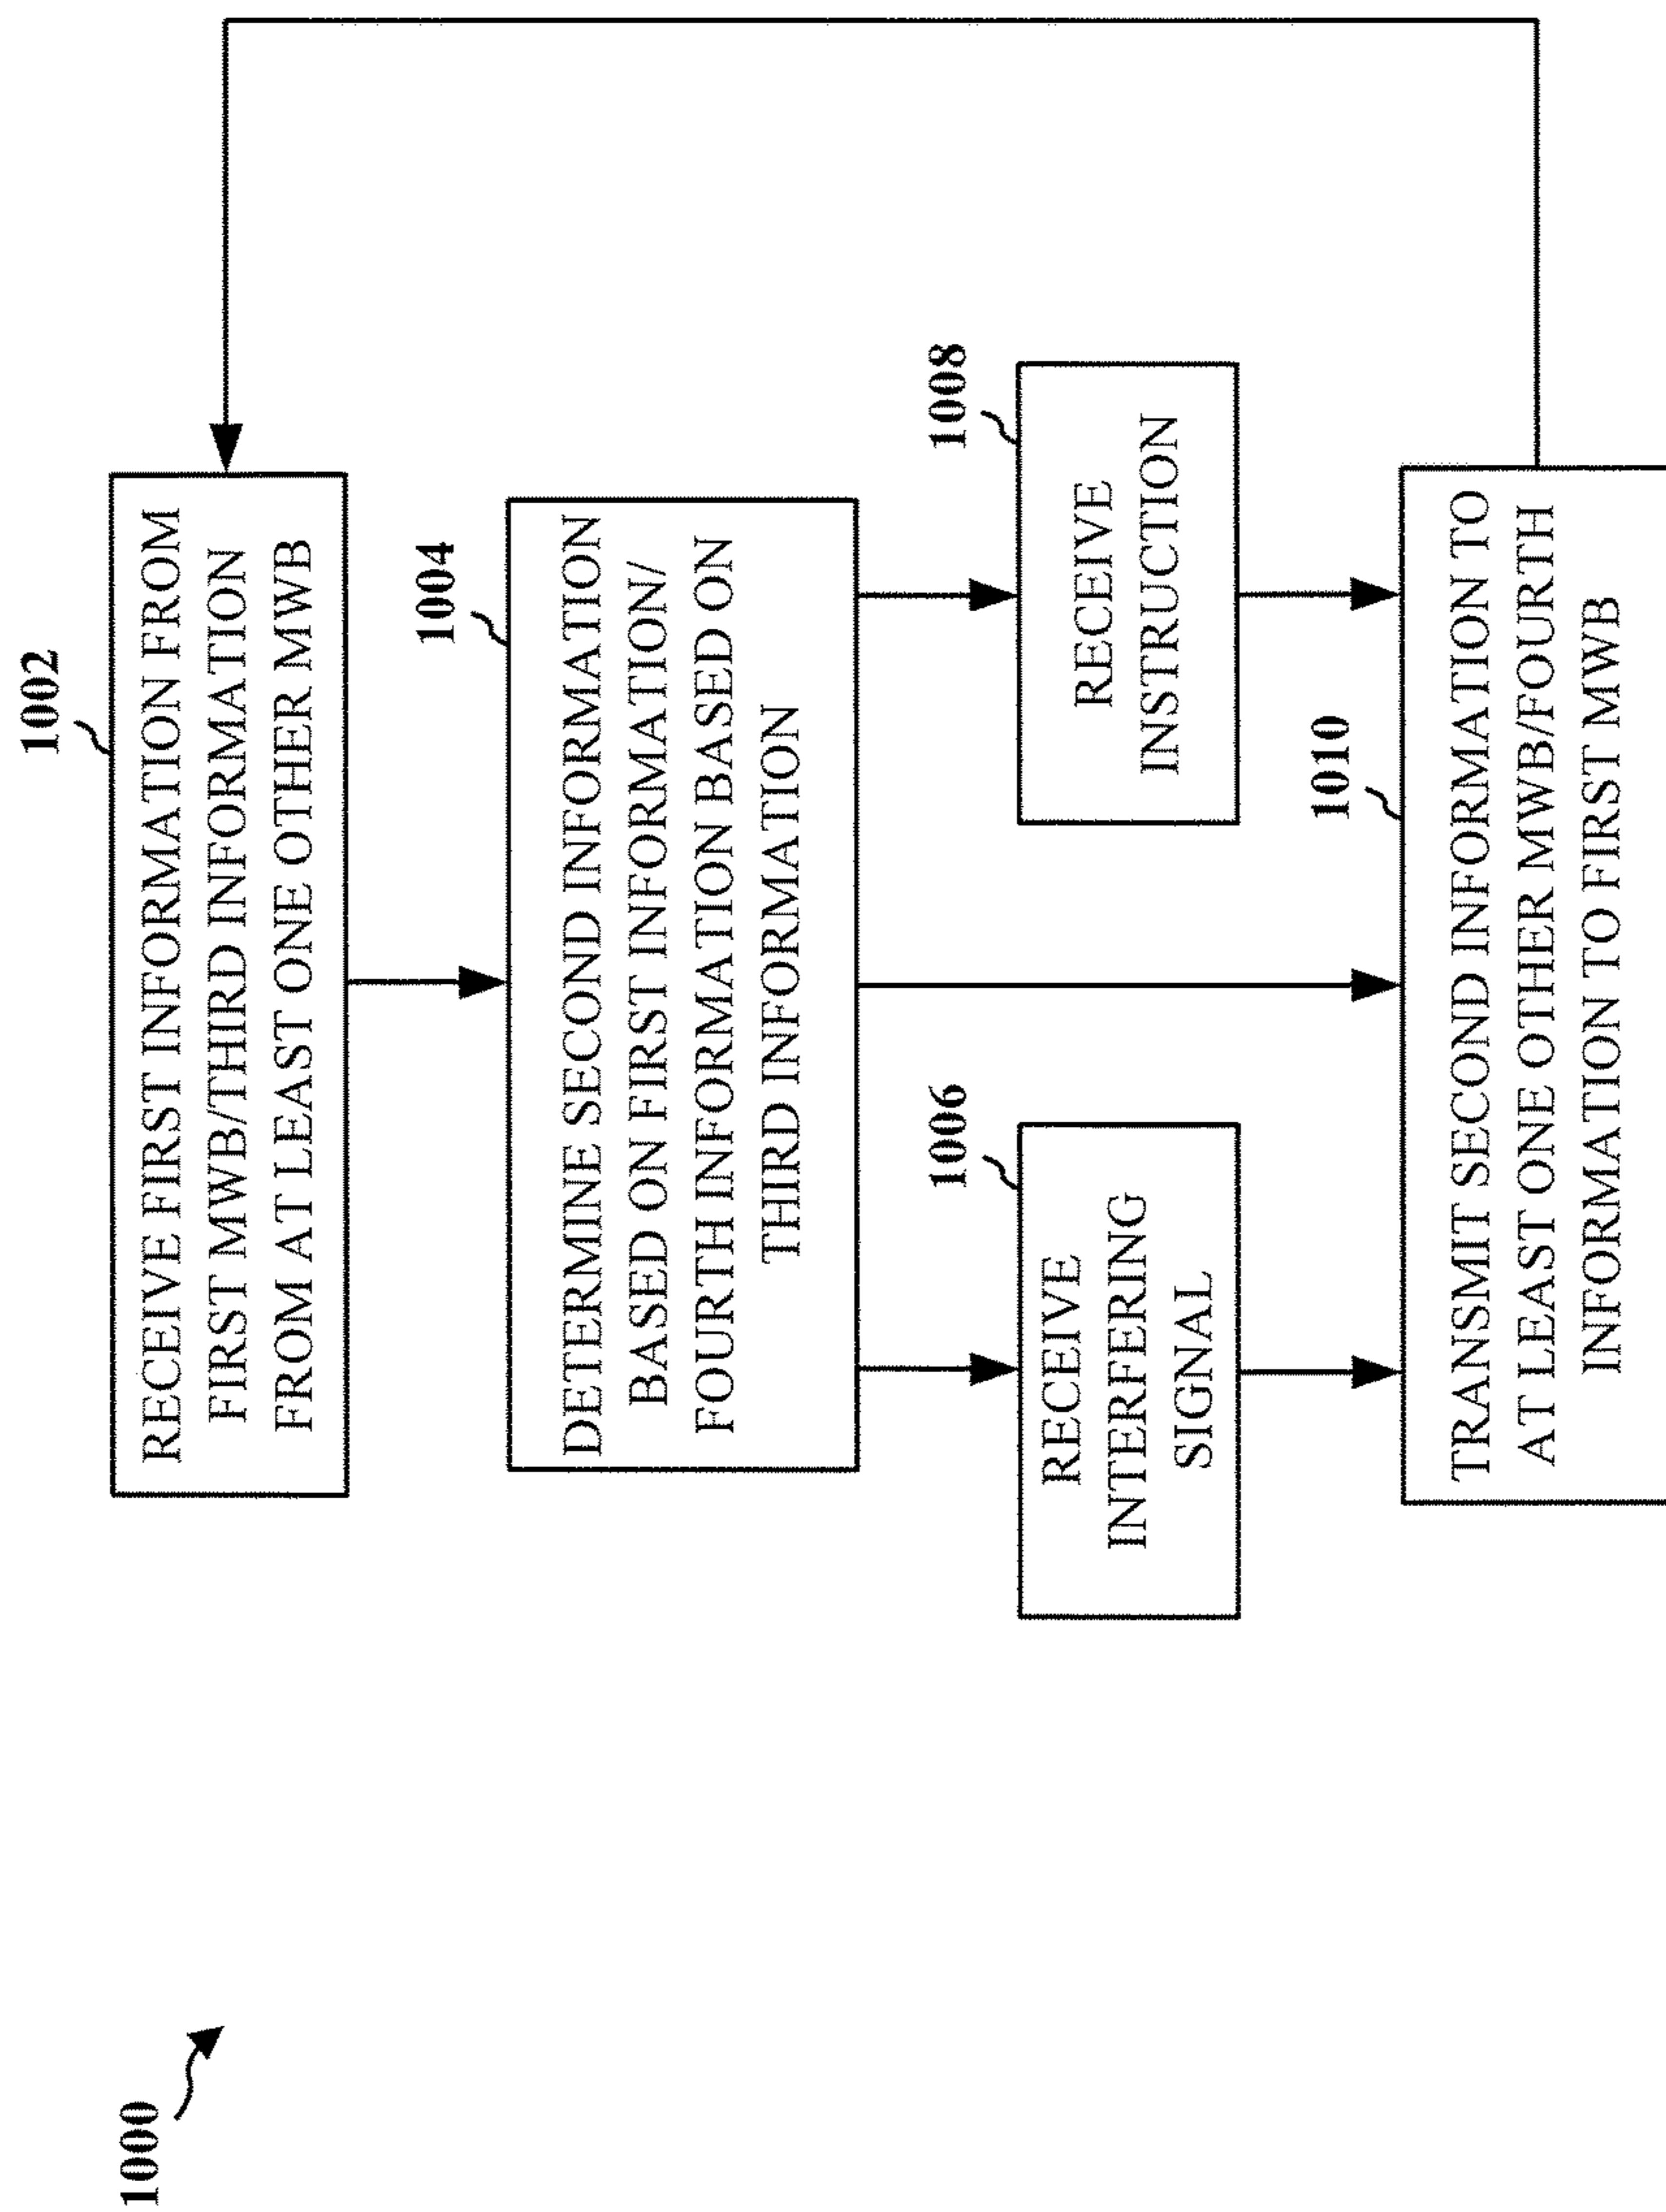 1000
1002
RECEIVE FIRST INFORMATION FROM
FIRST MWB/THIRD INFORMATION
FROM AT LEAST ONE OTHER MWB
1004
DETERMINE SECOND INFORMATION
BASED ON FIRST INFORMATION/
FOURTH INFORMATION BASED ON
THIRD INFORMATION
1006
RECEIVE
INTERFERING
SIGNAL
1008
RECEIVE
INSTRUCTION
1010
TRANSMIT SECOND INFORMATION TO
AT LEAST ONE OTHER MWB/FOURTH
INFORMATION TO FIRST MWB